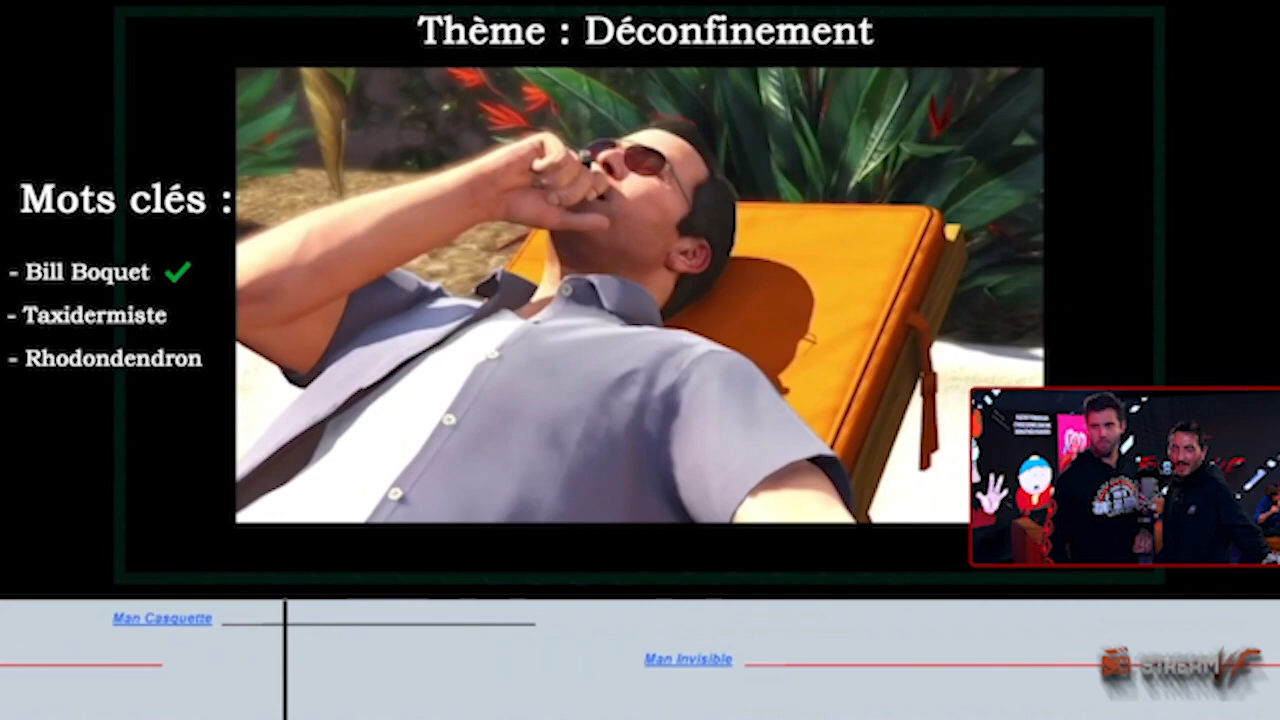 Thème : Déconfinement
Mots clés :
- Bill Boquet
- Taxidermiste
- Rhodondendron
Man Casquette
Man Invisible
STREAM